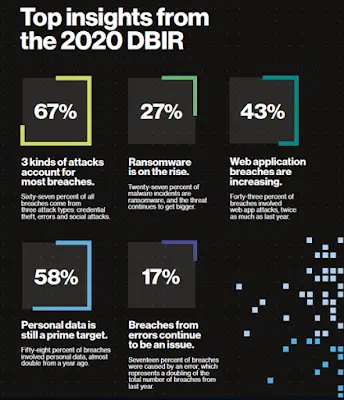 Top insights from
the 2020 DBIR
67%
3 kinds of attacks
account for
most breaches.
Sixty-seven percent of all
breaches come from
three attack types: credential
theft, errors and social attacks.
27%
Ransomware
is on the rise.
Twenty-seven percent of
malware incidents are
ransomware, and the threat
continues to get bigger.
43%
Web application
breaches are
increasing.
Forty-three percent of
breaches involved
web app attacks, twice
as much as last year.
58%
Personal data is
still a prime target.
Fifty-eight percent of breaches
involved personal data, almost
double from a year ago.
17%
Breaches from
errors continue
to be an issue.
Seventeen percent of breaches
were caused by an error, which
represents a doubling of the
total number of breaches from
last year.